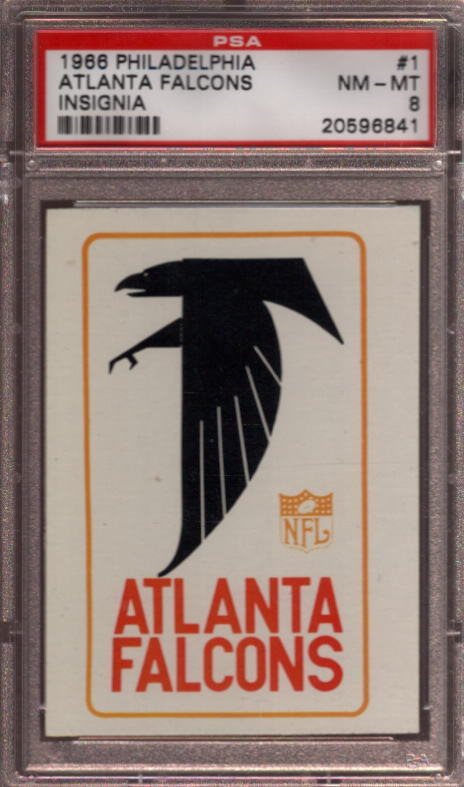 PSA
1966 PHILADELPHIA #1
ATLANTA FALCONS NM - MT
INSIGNIA 8
20596841
NFL
ATLANTA
FALCONS